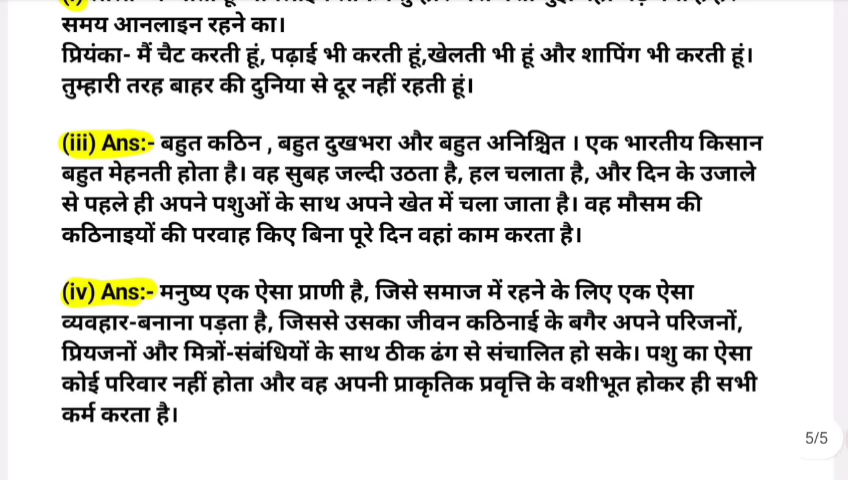 समय आनलाइन रहने का।
प्रियंका- मैं चैट करती हूं, पढ़ाई भी करती हूं,खेलती भी हूं और शापिंग भी करती हूं।
तुम्हारी तरह बाहर की दुनिया से दूर नहीं रहती हूं।
(iii) Ans:- बहुत कठिन , बहुत दुखभरा और बहुत अनिश्चित । एक भारतीय किसान
बहुत मेहनती होता है। वह सुबह जल्दी उठता है, हल चलाता है, और दिन के उजाले
से पहले ही अपने पशुओं के साथ अपने खेत में चला जाता है। वह मौसम की
कठिनाइयों की परवाह किए बिना पूरे दिन वहां काम करता है।
(iv) Ans:- मनुष्य एक ऐसा प्राणी है, जिसे समाज में रहने के लिए एक ऐसा
व्यवहार-बनाना पड़ता है, जिससे उसका जीवन कठिनाई के बगैर अपने परिजनों,
प्रियजनों और मित्रों-संबंधियों के साथ ठीक ढंग से संचालित हो सके। पशु का ऐसा
कोई परिवार नहीं होता और वह अपनी प्राकृतिक प्रवृत्ति के वशीभूत होकर ही सभी
कर्म करता है।
5/5